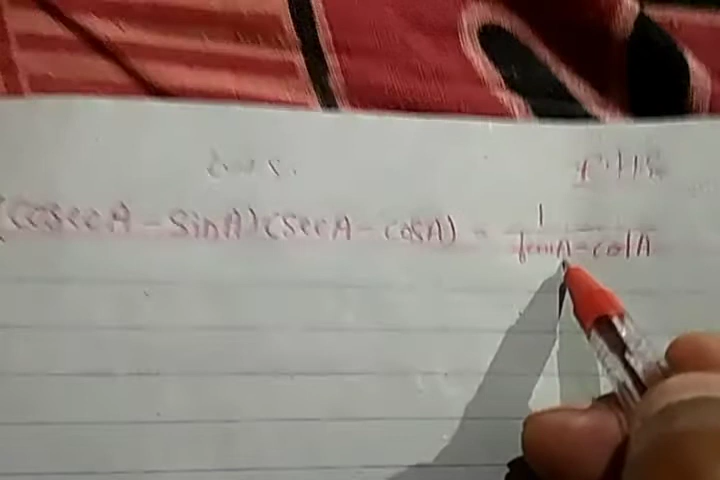 L.H.S. R.H.S
(CosecA - sinA) (secA - cosA) = 1/tanA-cotA